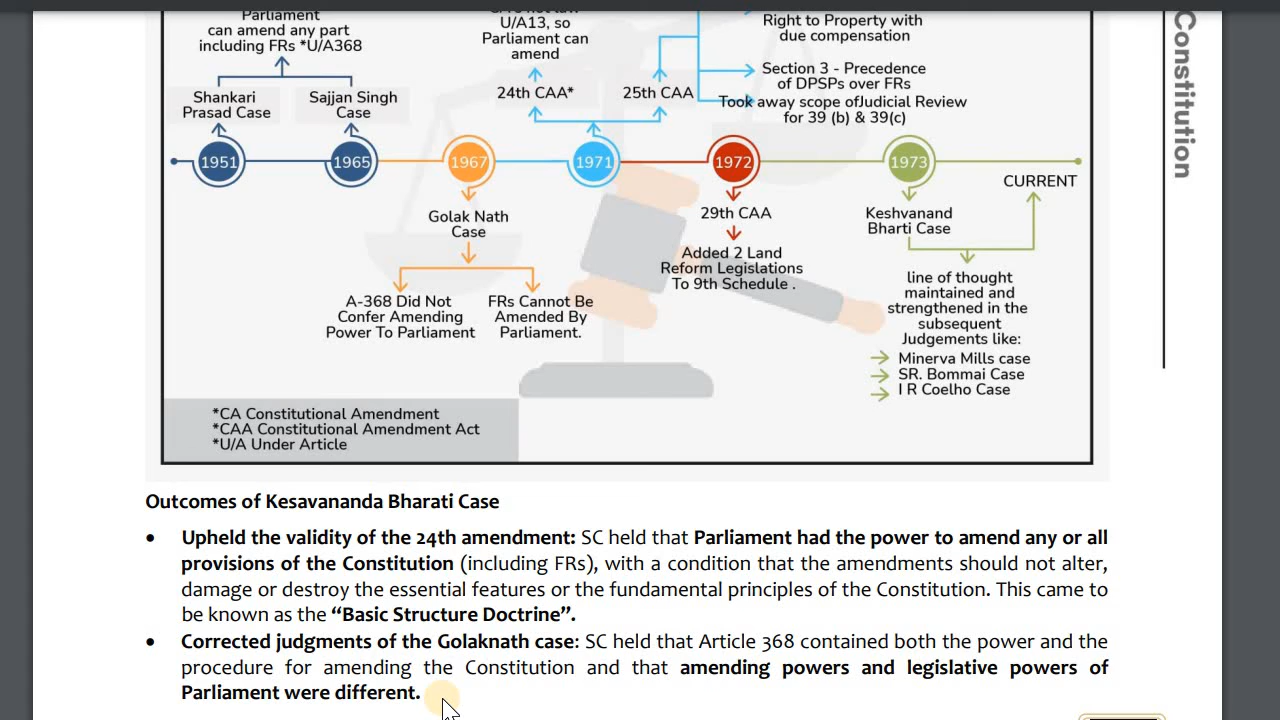 Parliament
can amend any part
including FRs *U/A368
U/A13, so
Parliament can
amend
Right to Property with
due compensation
Section 3 - Precedence
of DPSPs over FRs
Took away scope ofJudicial Review
for 39 (b) & 39(c)
Shankari
Prasad Case
Sajjan Singh
Case
24th CAA*
25th CAA
1951
1965
1967
1971
1972
1973
CURRENT
Golak Nath
Case
A-368 Did Not
Confer Amending
Power To Parliament
FRs Cannot Be
Amended By
Parliament.
29th CAA
Added 2 Land
Reform Legislations
To 9th Schedule .
Keshvanand
Bharti Case
line of thought
maintained and
strengthened in the
subsequent
Judgements like:
Minerva Mills case
SR. Bommai Case
I R Coelho Case
*CA Constitutional Amendment
*CAA Constitutional Amendment Act
*U/A Under Article
Constitution
Outcomes of Kesavananda Bharati Case
• Upheld the validity of the 24th amendment: SC held that Parliament had the power to amend any or all
provisions of the Constitution (including FRs), with a condition that the amendments should not alter,
damage or destroy the essential features or the fundamental principles of the Constitution. This came to
be known as the “Basic Structure Doctrine”.
• Corrected judgments of the Golaknath case: SC held that Article 368 contained both the power and the
procedure for amending the Constitution and that amending powers and legislative powers of
Parliament were different.